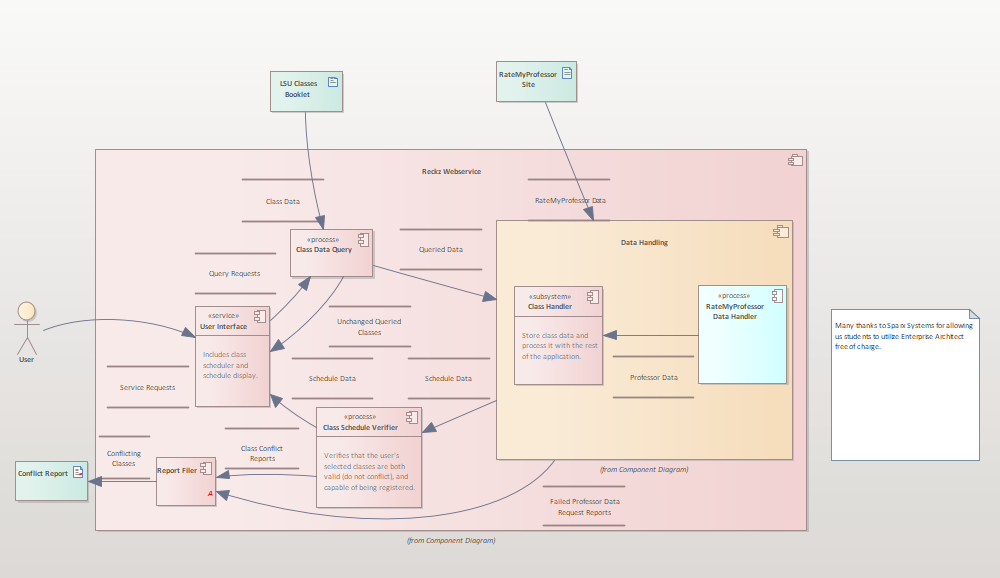 LSU Classes
Booklet
RateMyProfessor
Site
Reckz Webservice
Class Data
RateMyProfessor Data
«process»
Class Data Query
Queried Data
Data Handling
Query Requests
«service»
User Interface
Includes class
scheduler and
schedule display.
Unchanged Queried
Classes
«subsystem»
Class Handler
Store class data and
process it with the rest
of the application.
«process»
RateMyProfessor
Data Handler
Many thanks to Sparx Systems for allowing
us students to utilize Enterprise Architect
free of charge.
User
Service Requests
Schedule Data
Schedule Data
Professor Data
«process»
Class Schedule Verifier
Verifies that the user's
selected classes are both
valid (do not conflict), and
capable of being registered.
Class Conflict
Reports
Conflicting
Classes
Conflict Report
Report Filer
A
(from Component Diagram)
Failed Professor Data
Request Reports
(from Component Diagram)